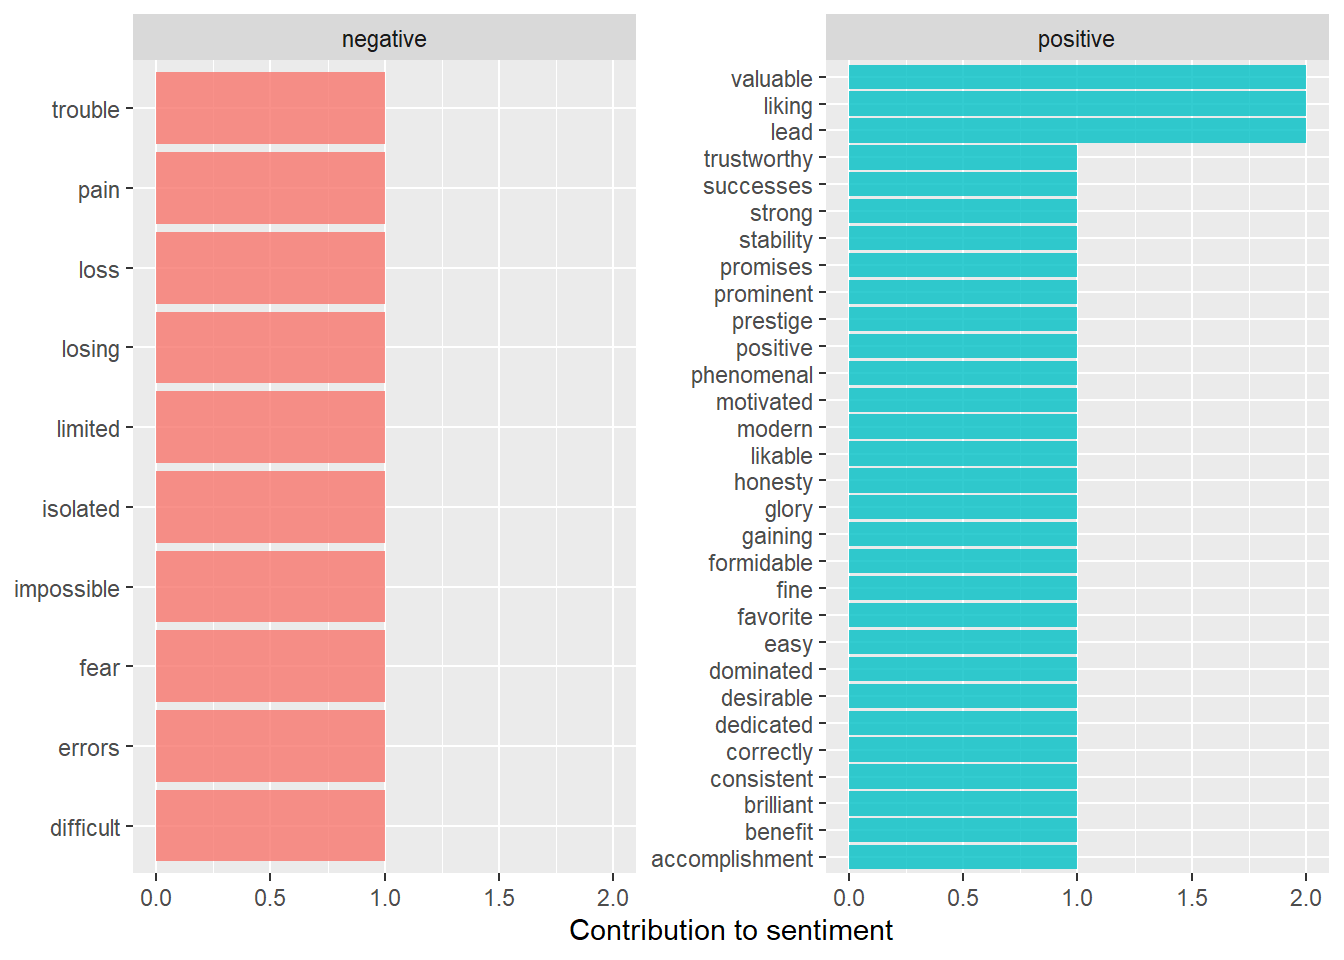 negative
trouble
pain
loss
losing
limited
isolated
impossible
fear
errors
difficult
0.0 0.5 1.0 1.5 2.0
positive
valuable
liking
lead
trustworthy
successes
strong
stability
promises
prominent
prestige
positive
phenomenal
motivated
modern
likable
honesty
glory
gaining
formidable
fine
favorite
easy
dominated
desirable
dedicated
correctly
consistent
brilliant
benefit
accomplishment
0.0 0.5 1.0 1.5 2.0
Contribution to sentiment